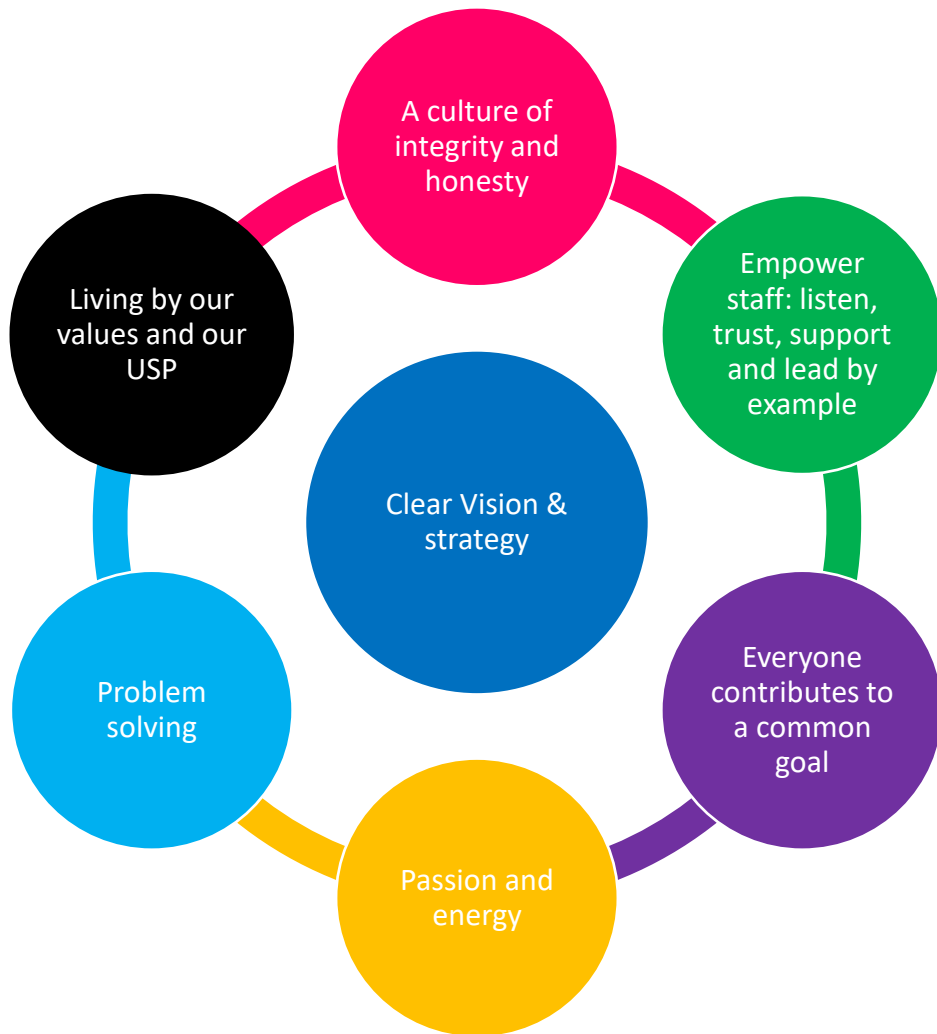 A culture of
integrity and
honesty
Empower
staff: listen,
trust, support
and lead by
example
Everyone
contributes to
a common
goal
Passion and
energy
Problem
solving
Living by our
values and our
USP
Clear Vision &
strategy